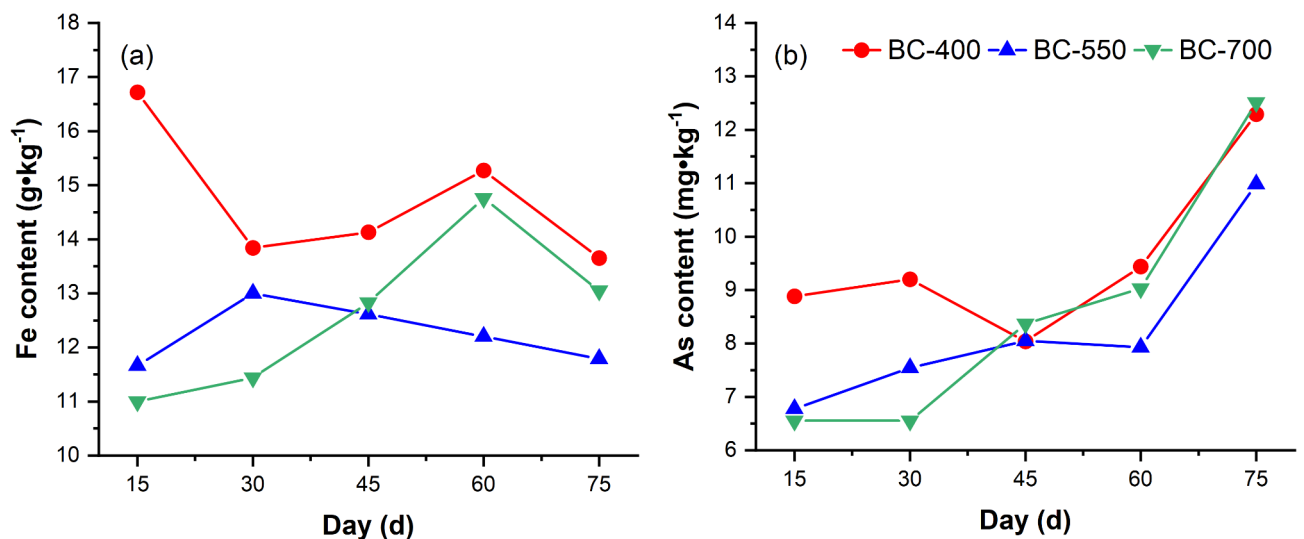 (a)
Fe content (g•kg⁻¹)
18
17
16
15
14
13
12
11
10
15 30 45 60 75
Day (d)
(b)
BC-400 BC-550 BC-700
As content (mg•kg⁻¹)
14
13
12
11
10
9
8
7
6
15 30 45 60 75
Day (d)